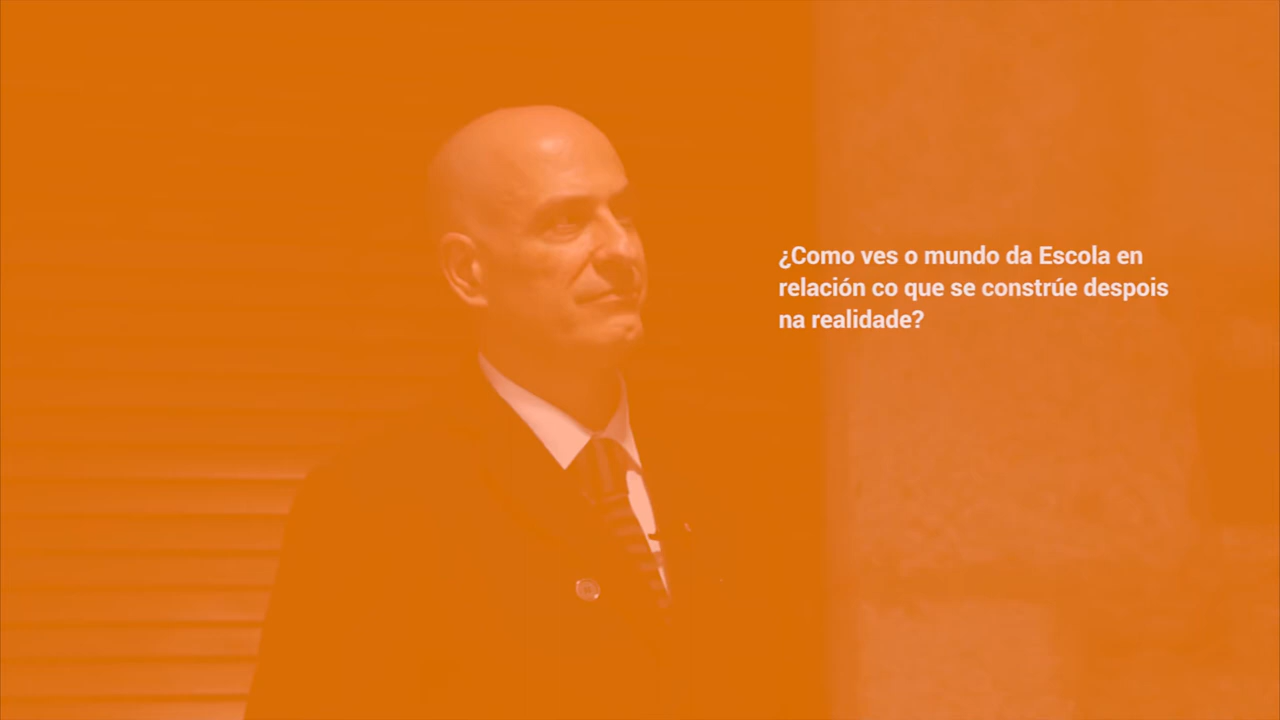 ¿Como ves o mundo da Escola en
relación co que se constrúe despois
na realidade?